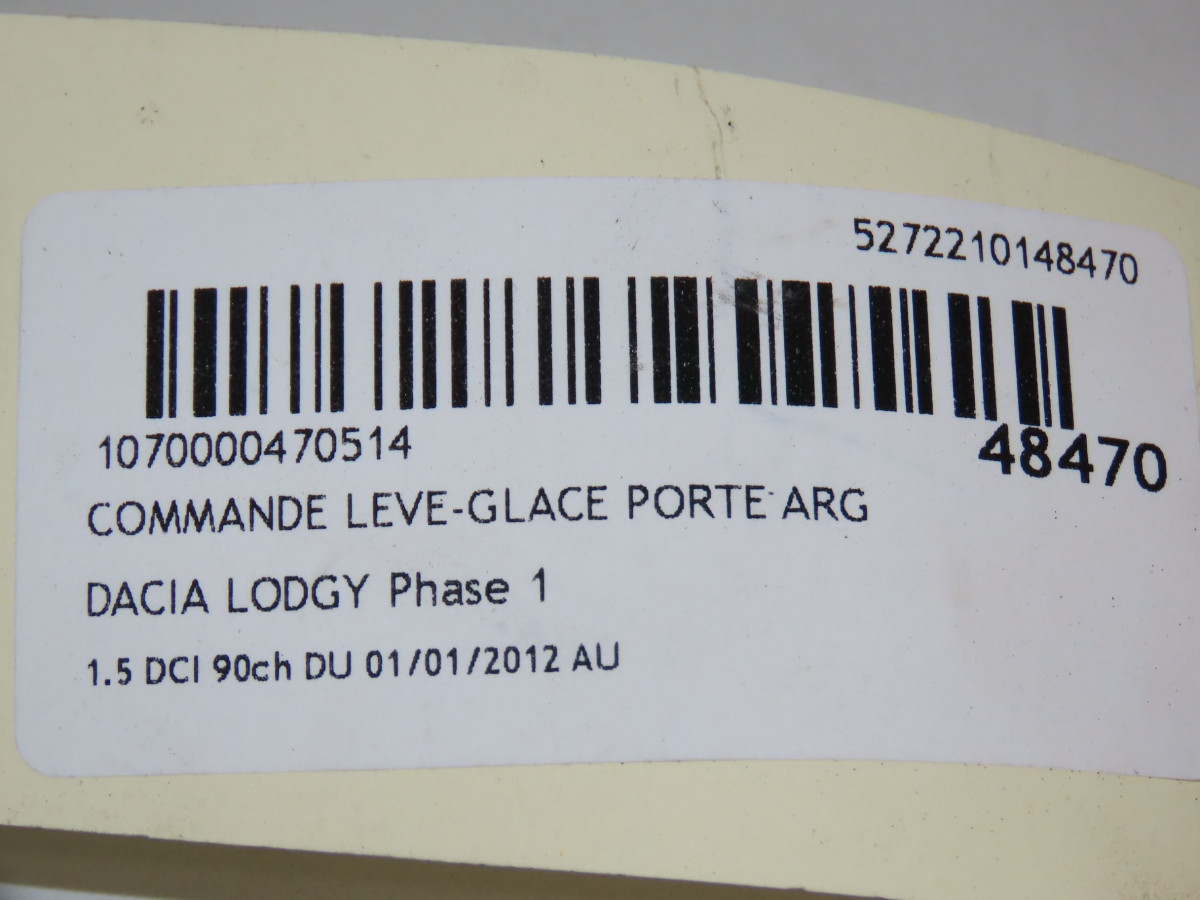 5272210148470
1070000470514
48470
COMMANDE LEVE-GLACE PORTE ARG
DACIA LODGY Phase 1
1.5 DCI 90ch DU 01/01/2012 AU